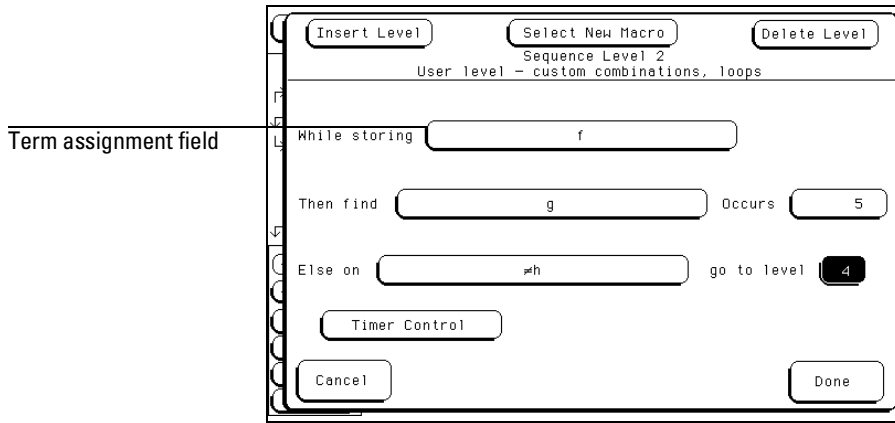 Insert Level Select New Macro Delete Level
Sequence Level 2
User level – custom combinations, loops
Term assignment field
While storing f
Then find g Occurs 5
Else on ≠h go to level 4
Timer Control
Cancel Done